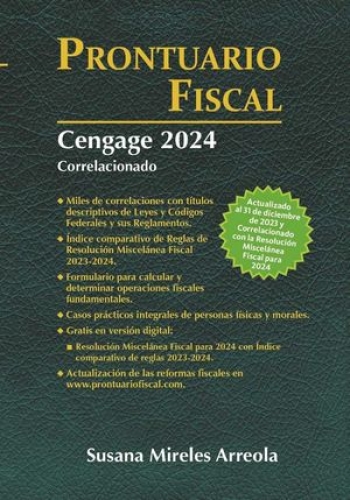 PRONTUARIO
FISCAL
Cengage 2024
Correlacionado
◆ Miles de correlaciones con títulos
descriptivos de Leyes y Códigos
Federales y sus Reglamentos.
◆ Índice comparativo de Reglas de
Resolución Miscelánea Fiscal
2023-2024.
◆ Formulario para calcular y
determinar operaciones fiscales
fundamentales.
◆ Casos prácticos integrales de personas físicas y morales.
◆ Gratis en versión digital:
■ Resolución Miscelánea Fiscal para 2024 con Índice
comparativo de reglas 2023-2024.
◆ Actualización de las reformas fiscales en
www.prontuariofiscal.com.
Actualizado
al 31 de diciembre
de 2023 y
Correlacionado
con la Resolución
Miscelánea
Fiscal para
2024
Susana Mireles Arreola